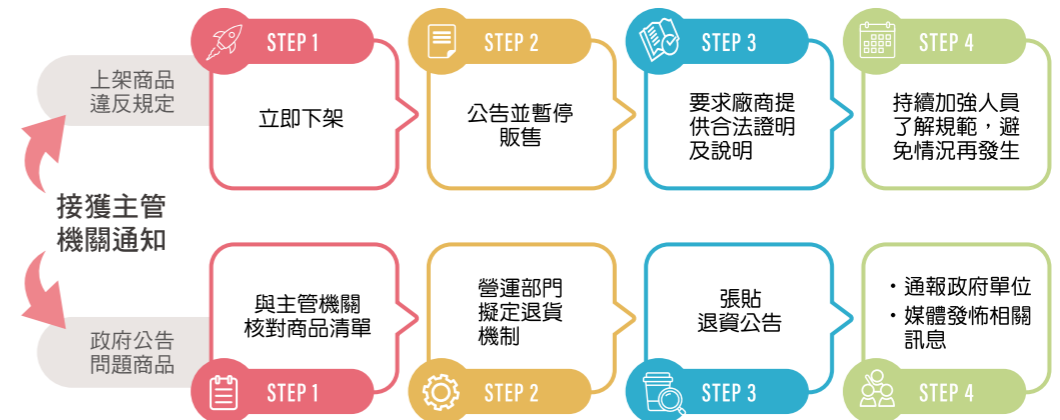 STEP 1
STEP 2
STEP 3
STEP 4
上架商品
違反規定
立即下架
公告並暫停
販售
要求廠商提
供合法證明
及說明
持續加強人員
了解規範,避
免情況再發生
接獲主管
機關通知
政府公告
問題商品
與主管機關
核對商品清單
營運部門
擬定退貨
機制
張貼
退資公告
・通報政府單位
・媒體發佈相關
訊息
STEP 1
STEP 2
STEP 3
STEP 4